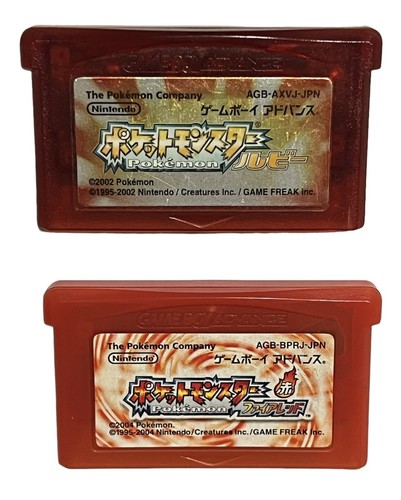 GAME BOY ADVANCE
The Pokémon Company AGB-AXVJ-JPN
Nintendo ゲームボーイ アドバンス®
ポケットモンスター®
Pokémon ルビー
©2002 Pokémon
©1995-2002 Nintendo/Creatures Inc./GAME FREAK Inc.
GAME BOY ADVANCE
The Pokémon Company AGB-BPRJ-JPN
Nintendo ゲームボーイ アドバンス®
ポケットモンスター® 赤
Pokémon ファイアレッド™
©2004 Pokémon.
©1995-2004 Nintendo/Creatures Inc./GAME FREAK Inc.